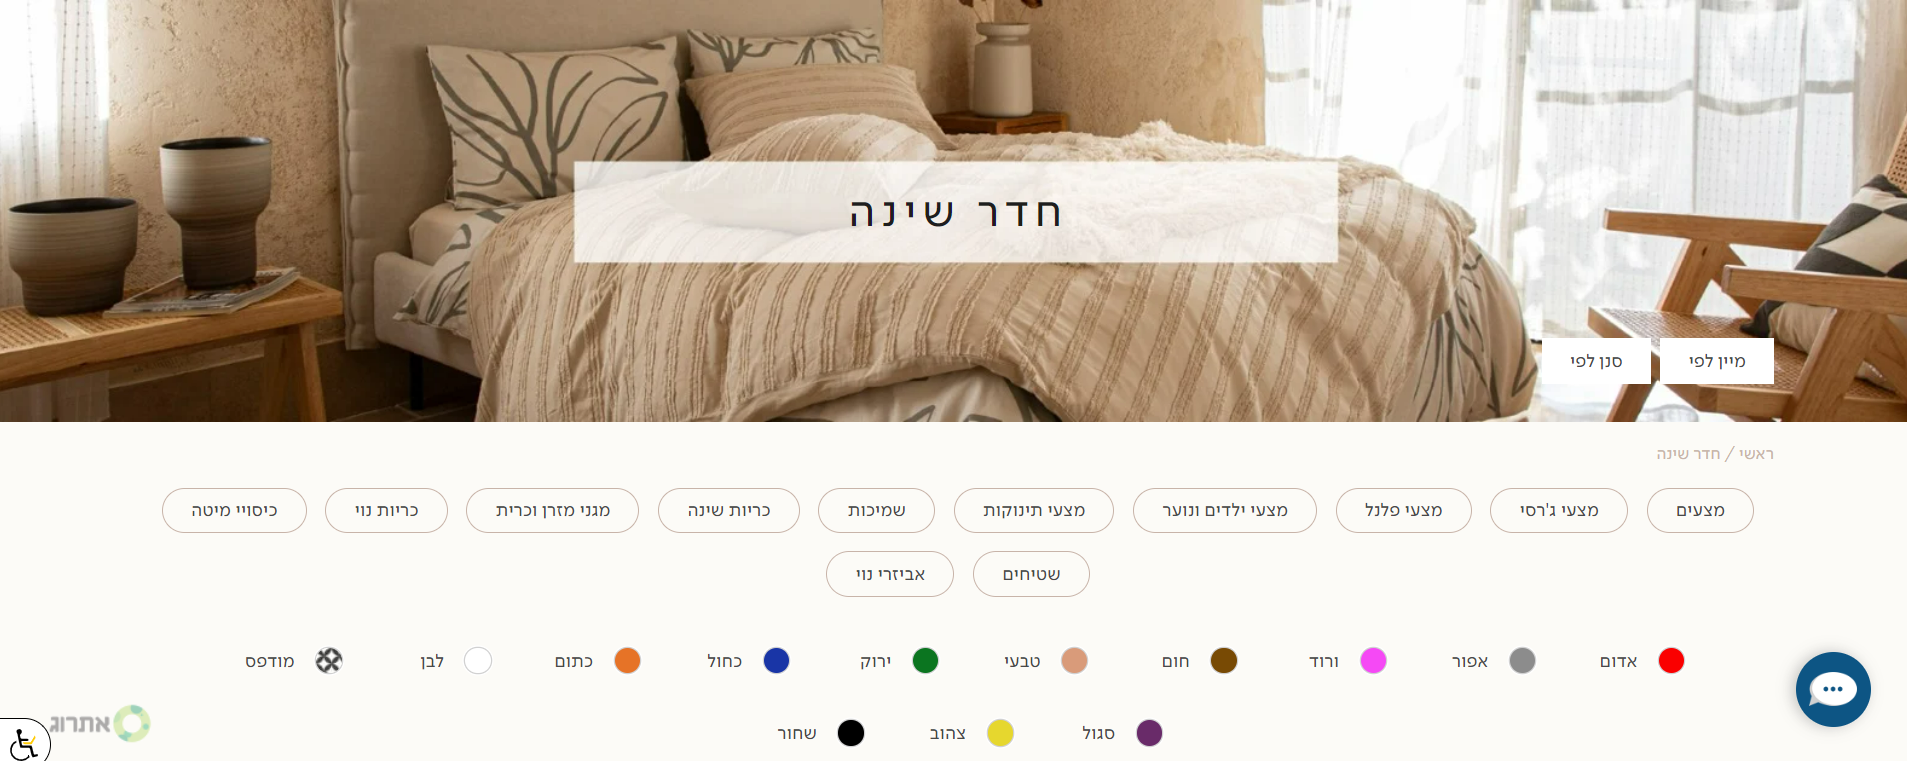 חדר שינה
מיין לפי
סנן לפי
ראשי / חדר שינה
מצעים
מצעי ג'רסי
מצעי פלנל
מצעי ילדים ונוער
מצעי תינוקות
שמיכות
כריות שינה
מגני מזרן וכרית
כריות נוי
כיסויי מיטה
שטיחים
אביזרי נוי
אדום
אפור
ורוד
חום
טבעי
ירוק
כחול
כתום
לבן
מודפס
סגול
צהוב
שחור
אתרוג